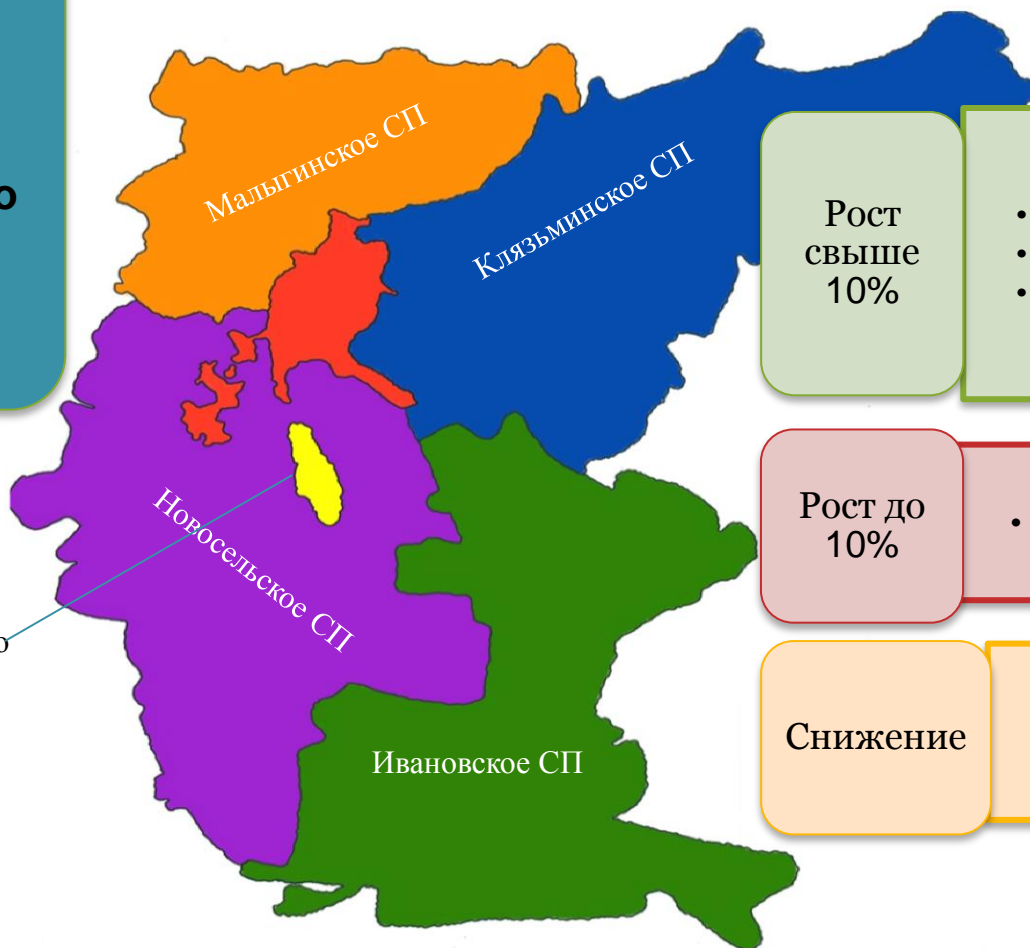 о
Малыгинское СП
Клязьминское СП
Рост
свыше
10%
•
•
•
Новосельское СП
Рост до
10%
•
о
Ивановское СП
Снижение